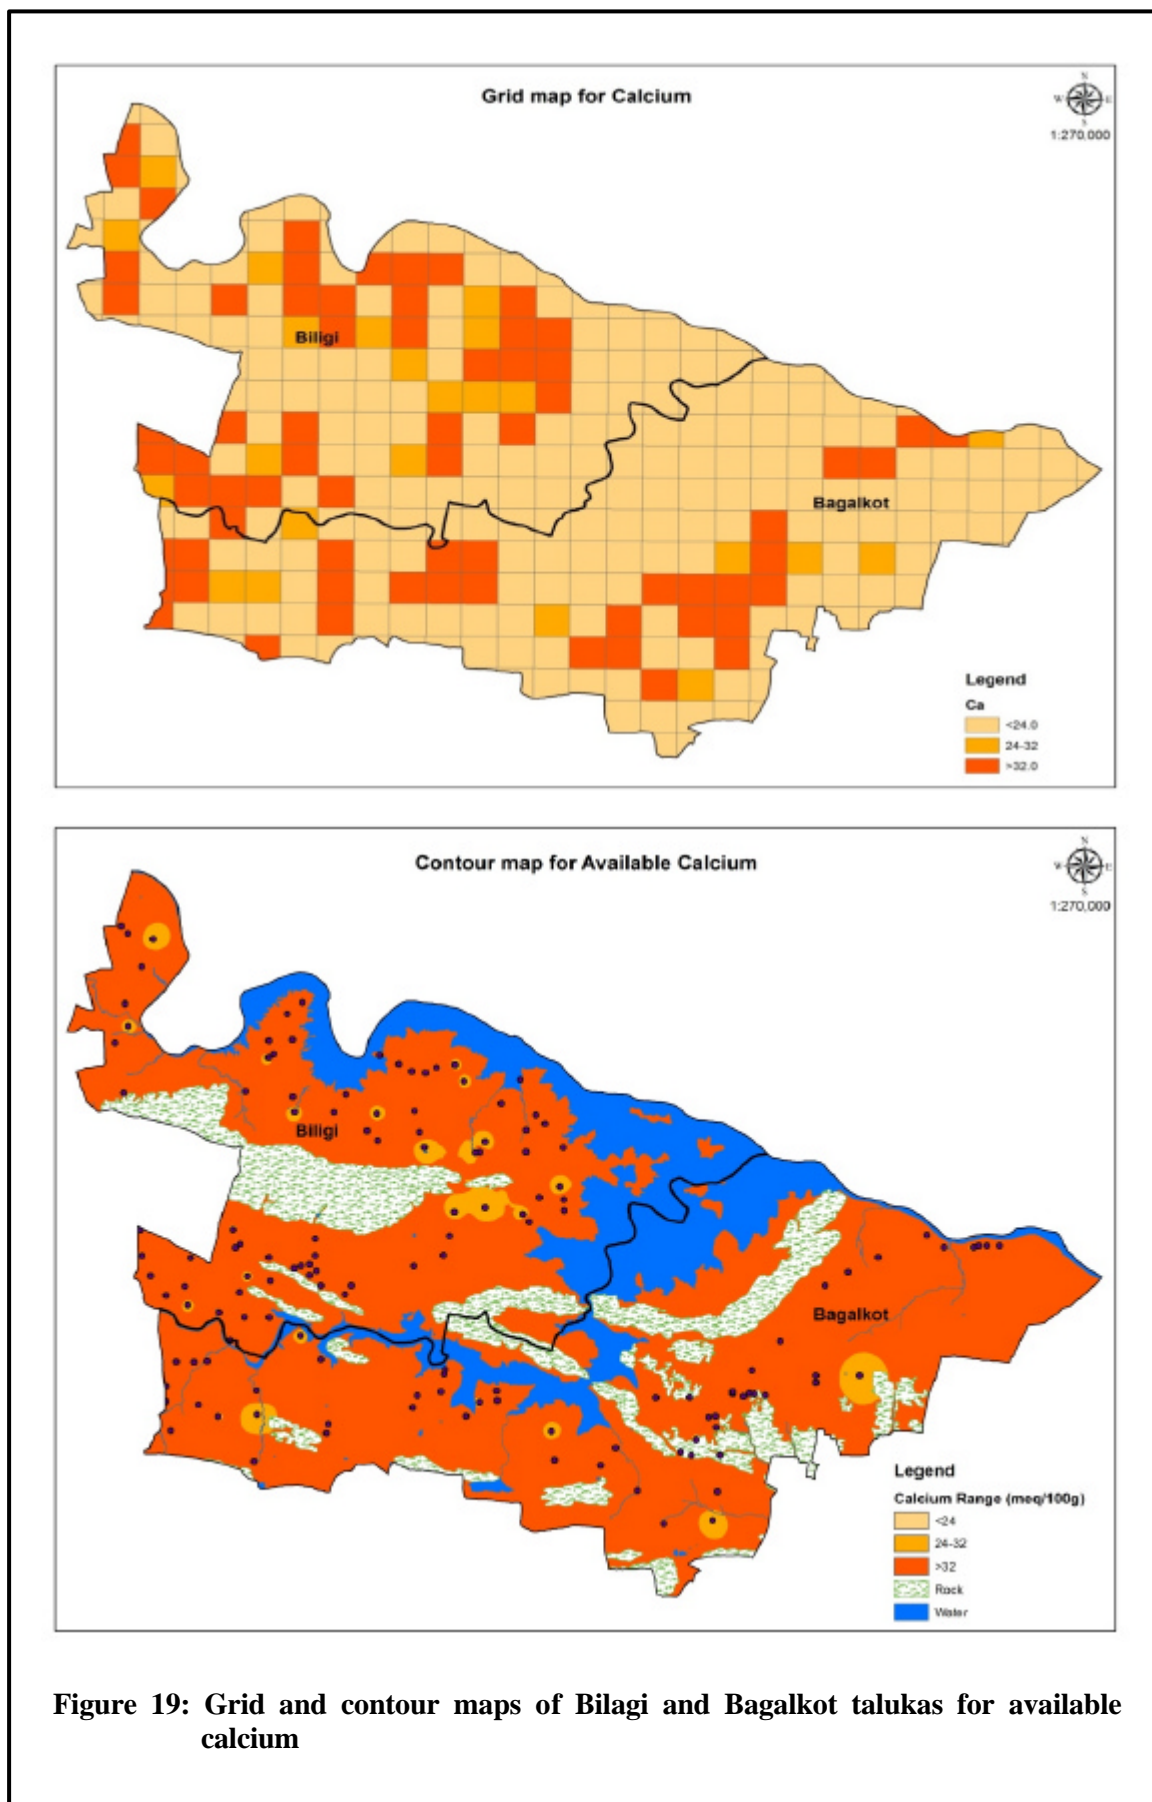 Grid map for Calcium
N
W E
S
1:270,000
Biligi
Bagalkot
Legend
Ca
<24.0
24-32
>32.0
Contour map for Available Calcium
N
W E
S
1:270,000
Biligi
Bagalkot
Legend
Calcium Range (meq/100g)
<24
24-32
>32
Rock
Water
Figure 19: Grid and contour maps of Bilagi and Bagalkot talukas for available
calcium